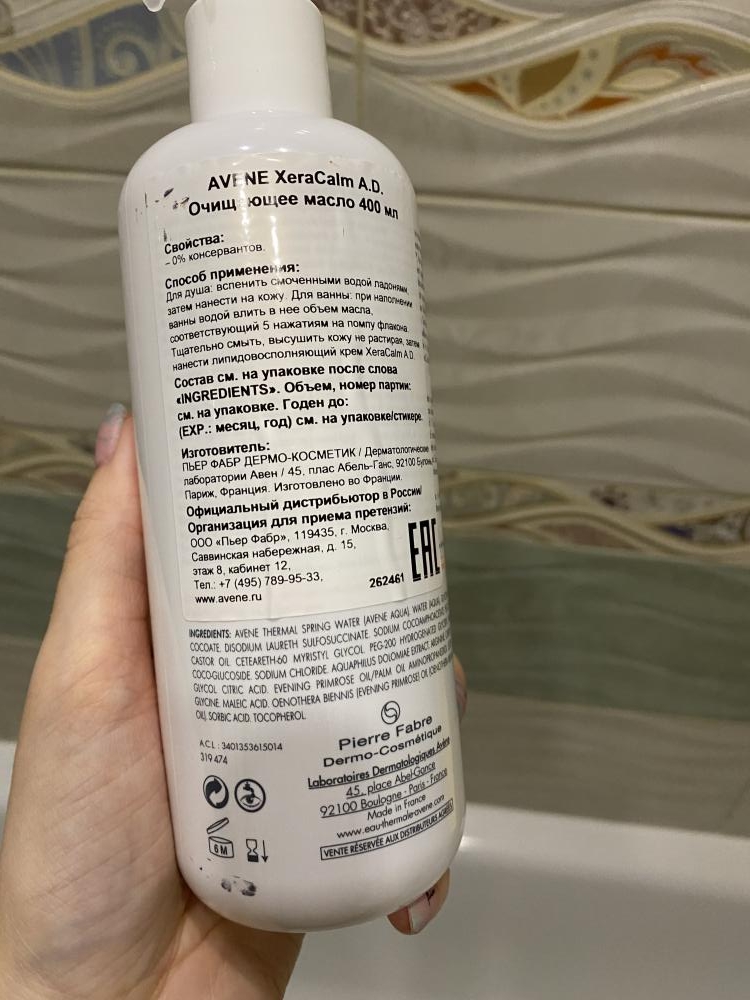 AVENE XeraCalm A.D.
Очищающее масло 400 мл
Свойства:
- 0% консервантов.
Способ применения:
Для душа: вспенить смоченными водой ладонями,
затем нанести на кожу. Для ванны: при наполнении
ванны водой влить в нее объем масла,
соответствующий 5 нажатиям на помпу флакона.
Тщательно смыть, высушить кожу не растирая, затем
нанести липидовосполняющий крем XeraCalm A.D.
Состав см. на упаковке после слова
«INGREDIENTS». Объем, номер партии:
см. на упаковке. Годен до:
(EXP.: месяц, год) см. на упаковке/стикере.
Изготовитель:
ПЬЕР ФАБР ДЕРМО-КОСМЕТИК / Дерматологические
лаборатории Авен / 45, плас Абель-Ганс, 92100
Париж, Франция. Изготовлено во Франции.
Официальный дистрибьютор в России/
Организация для приема претензий:
ООО «Пьер Фабр», 119435, г. Москва,
Саввинская набережная, д. 15,
этаж 8, кабинет 12,
Тел.: +7 (495) 789-95-33,
www.avene.ru
262461
EAC
INGREDIENTS: AVENE THERMAL SPRING WATER (AVENE AQUA). WATER (AQUA).
COCOATE. DISODIUM LAURETH SULFOSUCCINATE. SODIUM
CASTOR OIL. CETEARETH-60 MYRISTYL GLYCOL. PEG-200 HYDROGENATED
COCO-GLUCOSIDE. SODIUM CHLORIDE. AQUAPHILUS DOLOMIAE EXTRACT.
GLYCOL. CITRIC ACID. EVENING PRIMROSE OIL/PALM OIL AMINOPROPANEDIOL
GLYCINE. MALEIC ACID. OENOTHERA BIENNIS (EVENING PRIMROSE) OIL
OIL). SORBIC ACID. TOCOPHEROL.
A.C.L : 3401353615014
319 474
6 M
Pierre Fabre
Dermo-Cosmétique
Laboratoires Dermatologiques Avène
45, place Abel-Gance
92100 Boulogne - Paris - France
Made in France
www.eau-thermale-avene.com
VENTE RÉSERVÉE AUX DISTRIBUTEURS AGRÉÉS